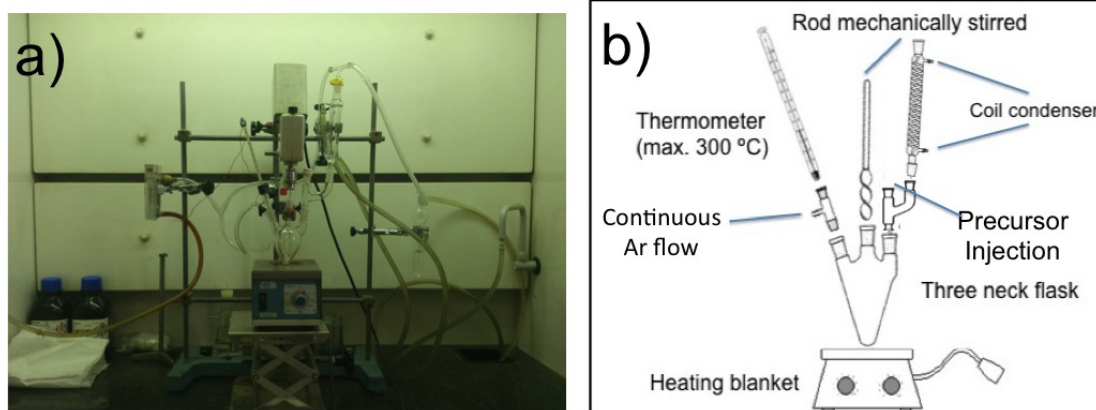 a)
b)
Rod mechanically stirred
Thermometer
(max. 300 ºC)
Coil condenser
Continuous
Ar flow
Precursor
Injection
Three neck flask
Heating blanket